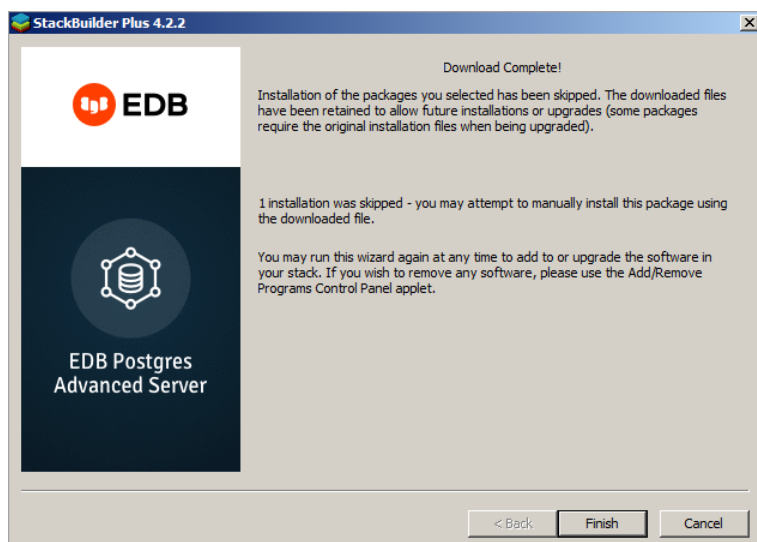 StackBuilder Plus 4.2.2
EDB
EDB Postgres
Advanced Server
Download Complete!
Installation of the packages you selected has been skipped. The downloaded files
have been retained to allow future installations or upgrades (some packages
require the original installation files when being upgraded).
1 installation was skipped - you may attempt to manually install this package using
the downloaded file.
You may run this wizard again at any time to add to or upgrade the software in
your stack. If you wish to remove any software, please use the Add/Remove
Programs Control Panel applet.
< Back
Finish
Cancel